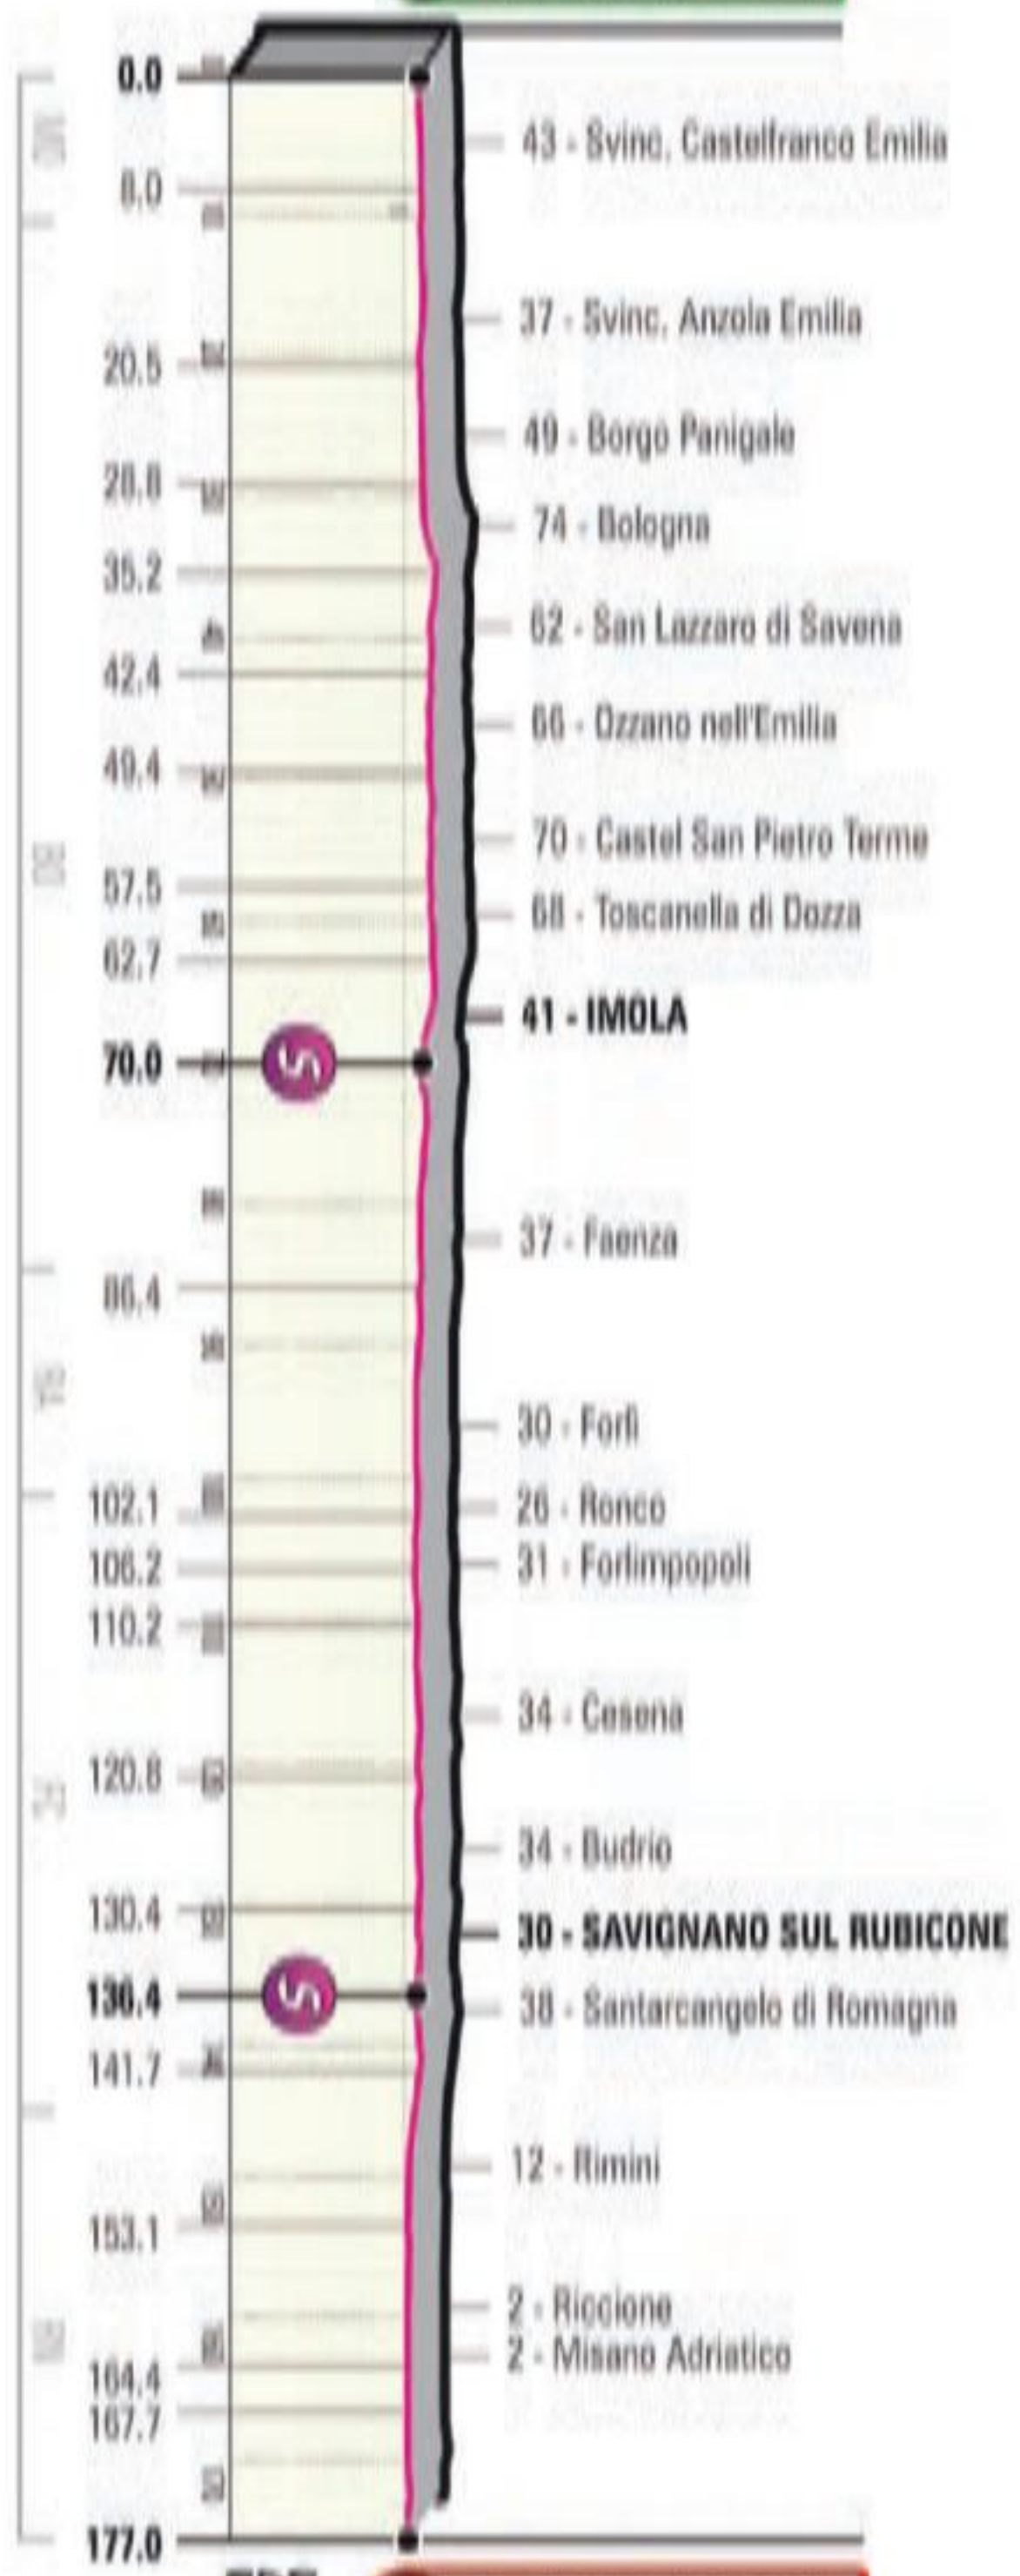 0.0
43 - Svinc. Castelfranco Emilia
8.0
37 - Svinc. Anzola Emilia
20.5
49 - Borgo Panigale
28.8
74 - Bologna
35.2
62 - San Lazzaro di Savena
42.4
66 - Ozzano nell'Emilia
49.4
70 - Castel San Pietro Terme
57.5
68 - Toscanella di Dozza
62.7
41 - IMOLA
70.0
S
37 - Faenza
86.4
30 - Forlì
102.1
26 - Ronco
106.2
31 - Forlimpopoli
110.2
34 - Cesena
120.8
34 - Budrio
130.4
30 - SAVIGNANO SUL RUBICONE
136.4
S
38 - Santarcangelo di Romagna
141.7
12 - Rimini
153.1
2 - Riccione
2 - Misano Adriatico
164.4
167.7
177.0